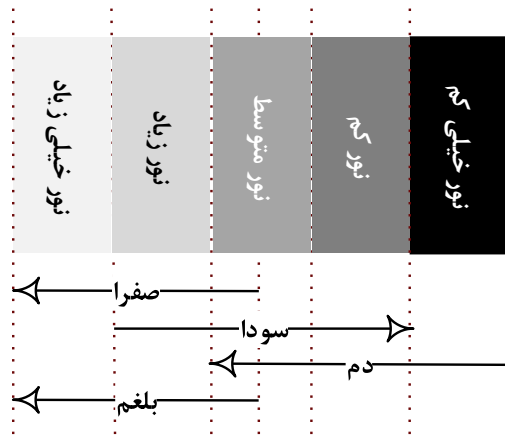 نور خیلی کم
نور کم
نور متوسط
نور زیاد
نور خیلی زیاد
صفرا
سودا
دم
بلغم